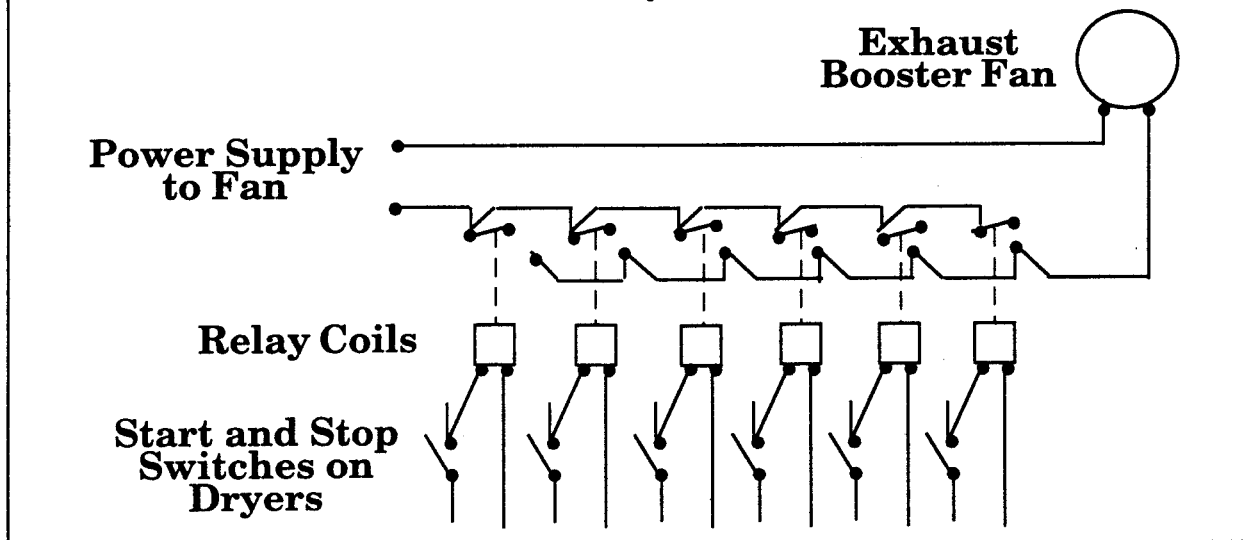 Exhaust
Booster Fan
Power Supply
to Fan
Relay Coils
Start and Stop
Switches on
Dryers